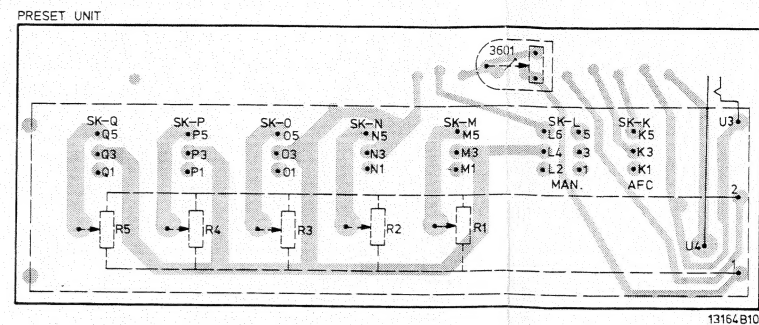 PRESET UNIT
3601
SK-Q SK-P SK-O SK-N SK-M SK-L SK-K U3
Q5 P5 O5 N5 M5 L6 5 K5
Q3 P3 O3 N3 M3 L4 3 K3
Q1 P1 O1 N1 M1 L2 1 K1
MAN. AFC
2
R5 R4 R3 R2 R1
U4
1
13164B10